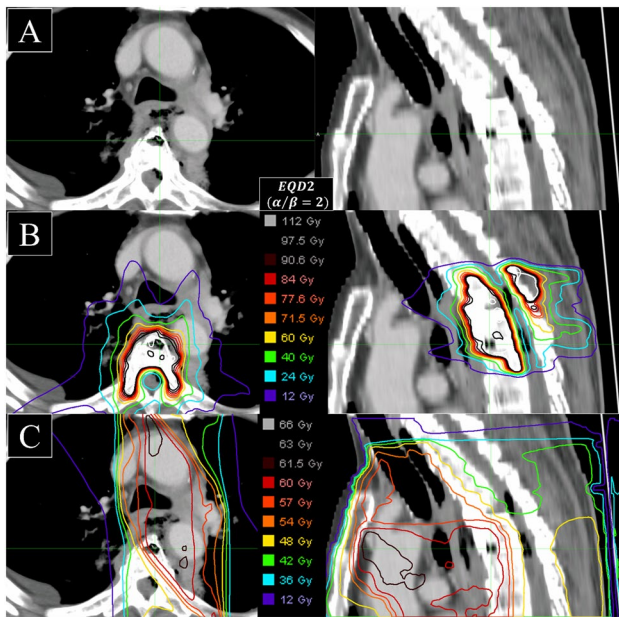 A
EQD2
(α/β = 2)
B
112 Gy
97.5 Gy
90.6 Gy
84 Gy
77.6 Gy
71.5 Gy
60 Gy
40 Gy
24 Gy
12 Gy
C
66 Gy
63 Gy
61.5 Gy
60 Gy
57 Gy
54 Gy
48 Gy
42 Gy
36 Gy
12 Gy